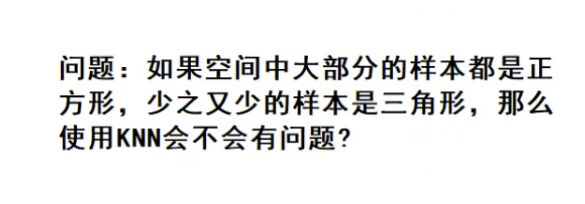 问题：如果空间中大部分的样本都是正
方形，少之又少的样本是三角形，那么
使用KNN会不会有问题?